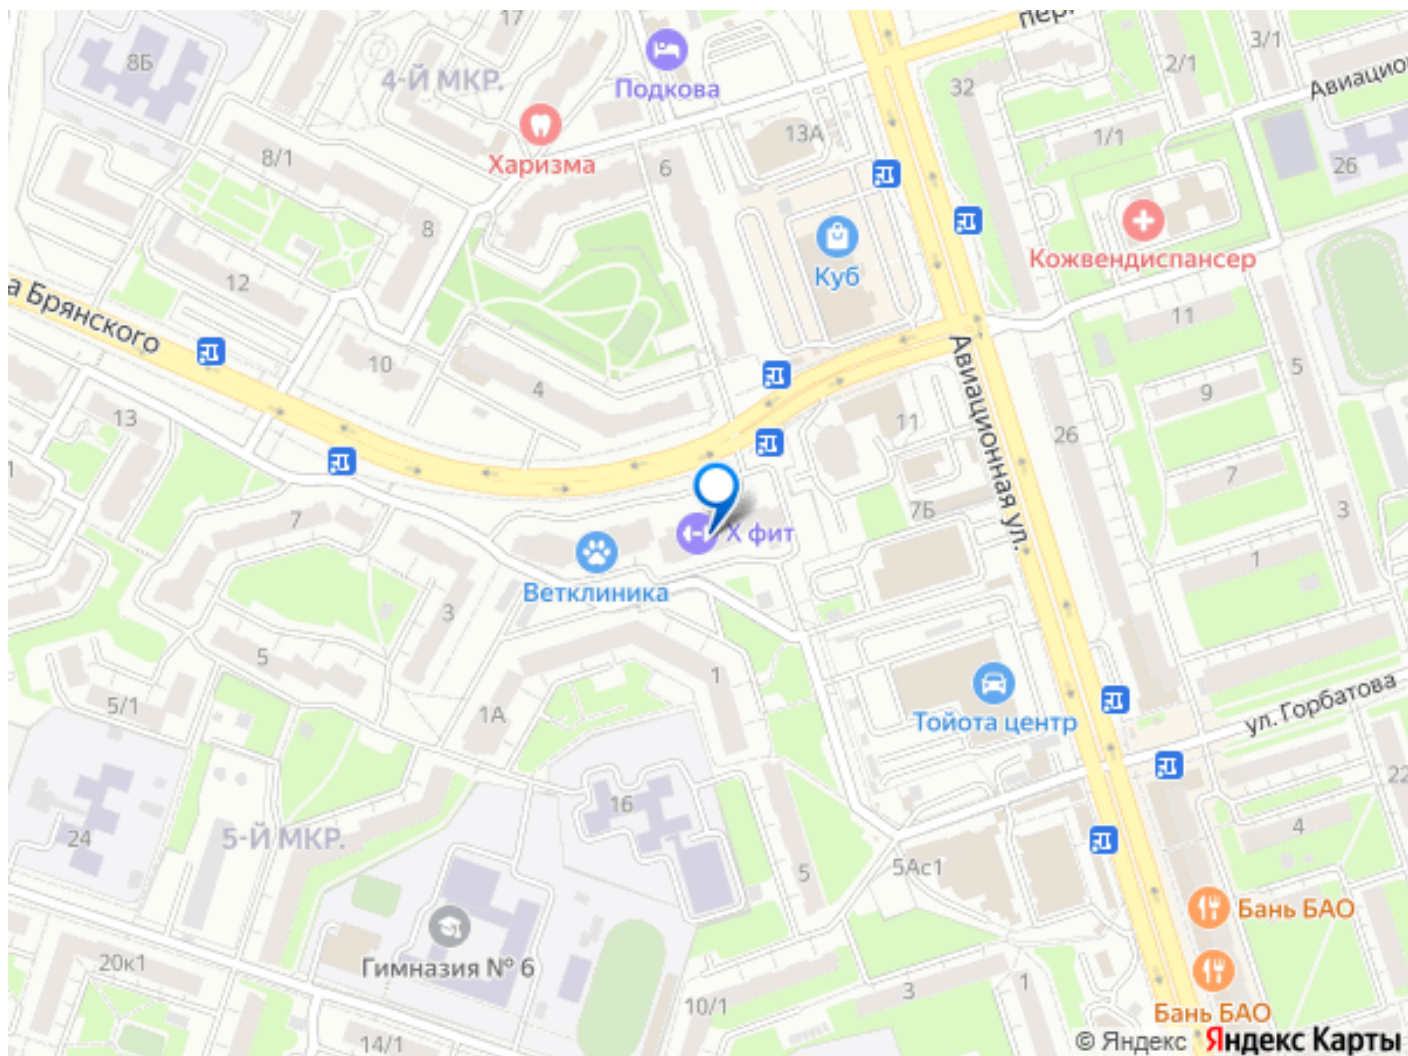 17
пер
3/1
8Б
4-Й МКР.
Подкова
2/1
32
Авиацион
13А
1/1
8/1
Харизма
6
26
8
Кожвендиспансер
12
Куб
а Брянского
11
10
4
Авиационная ул.
5
9
13
11
26
1
7
7
7Б
3
Х фит
1
Ветклиника
3
5
1
5/1
1А
Тойота центр
ул. Горбатова
22
16
24
5-Й МКР.
4
5
5Ас1
Бань БАО
20к1
Гимназия № 6
1
3
10/1
Бань БАО
14/1
© Яндекс Яндекс Карты